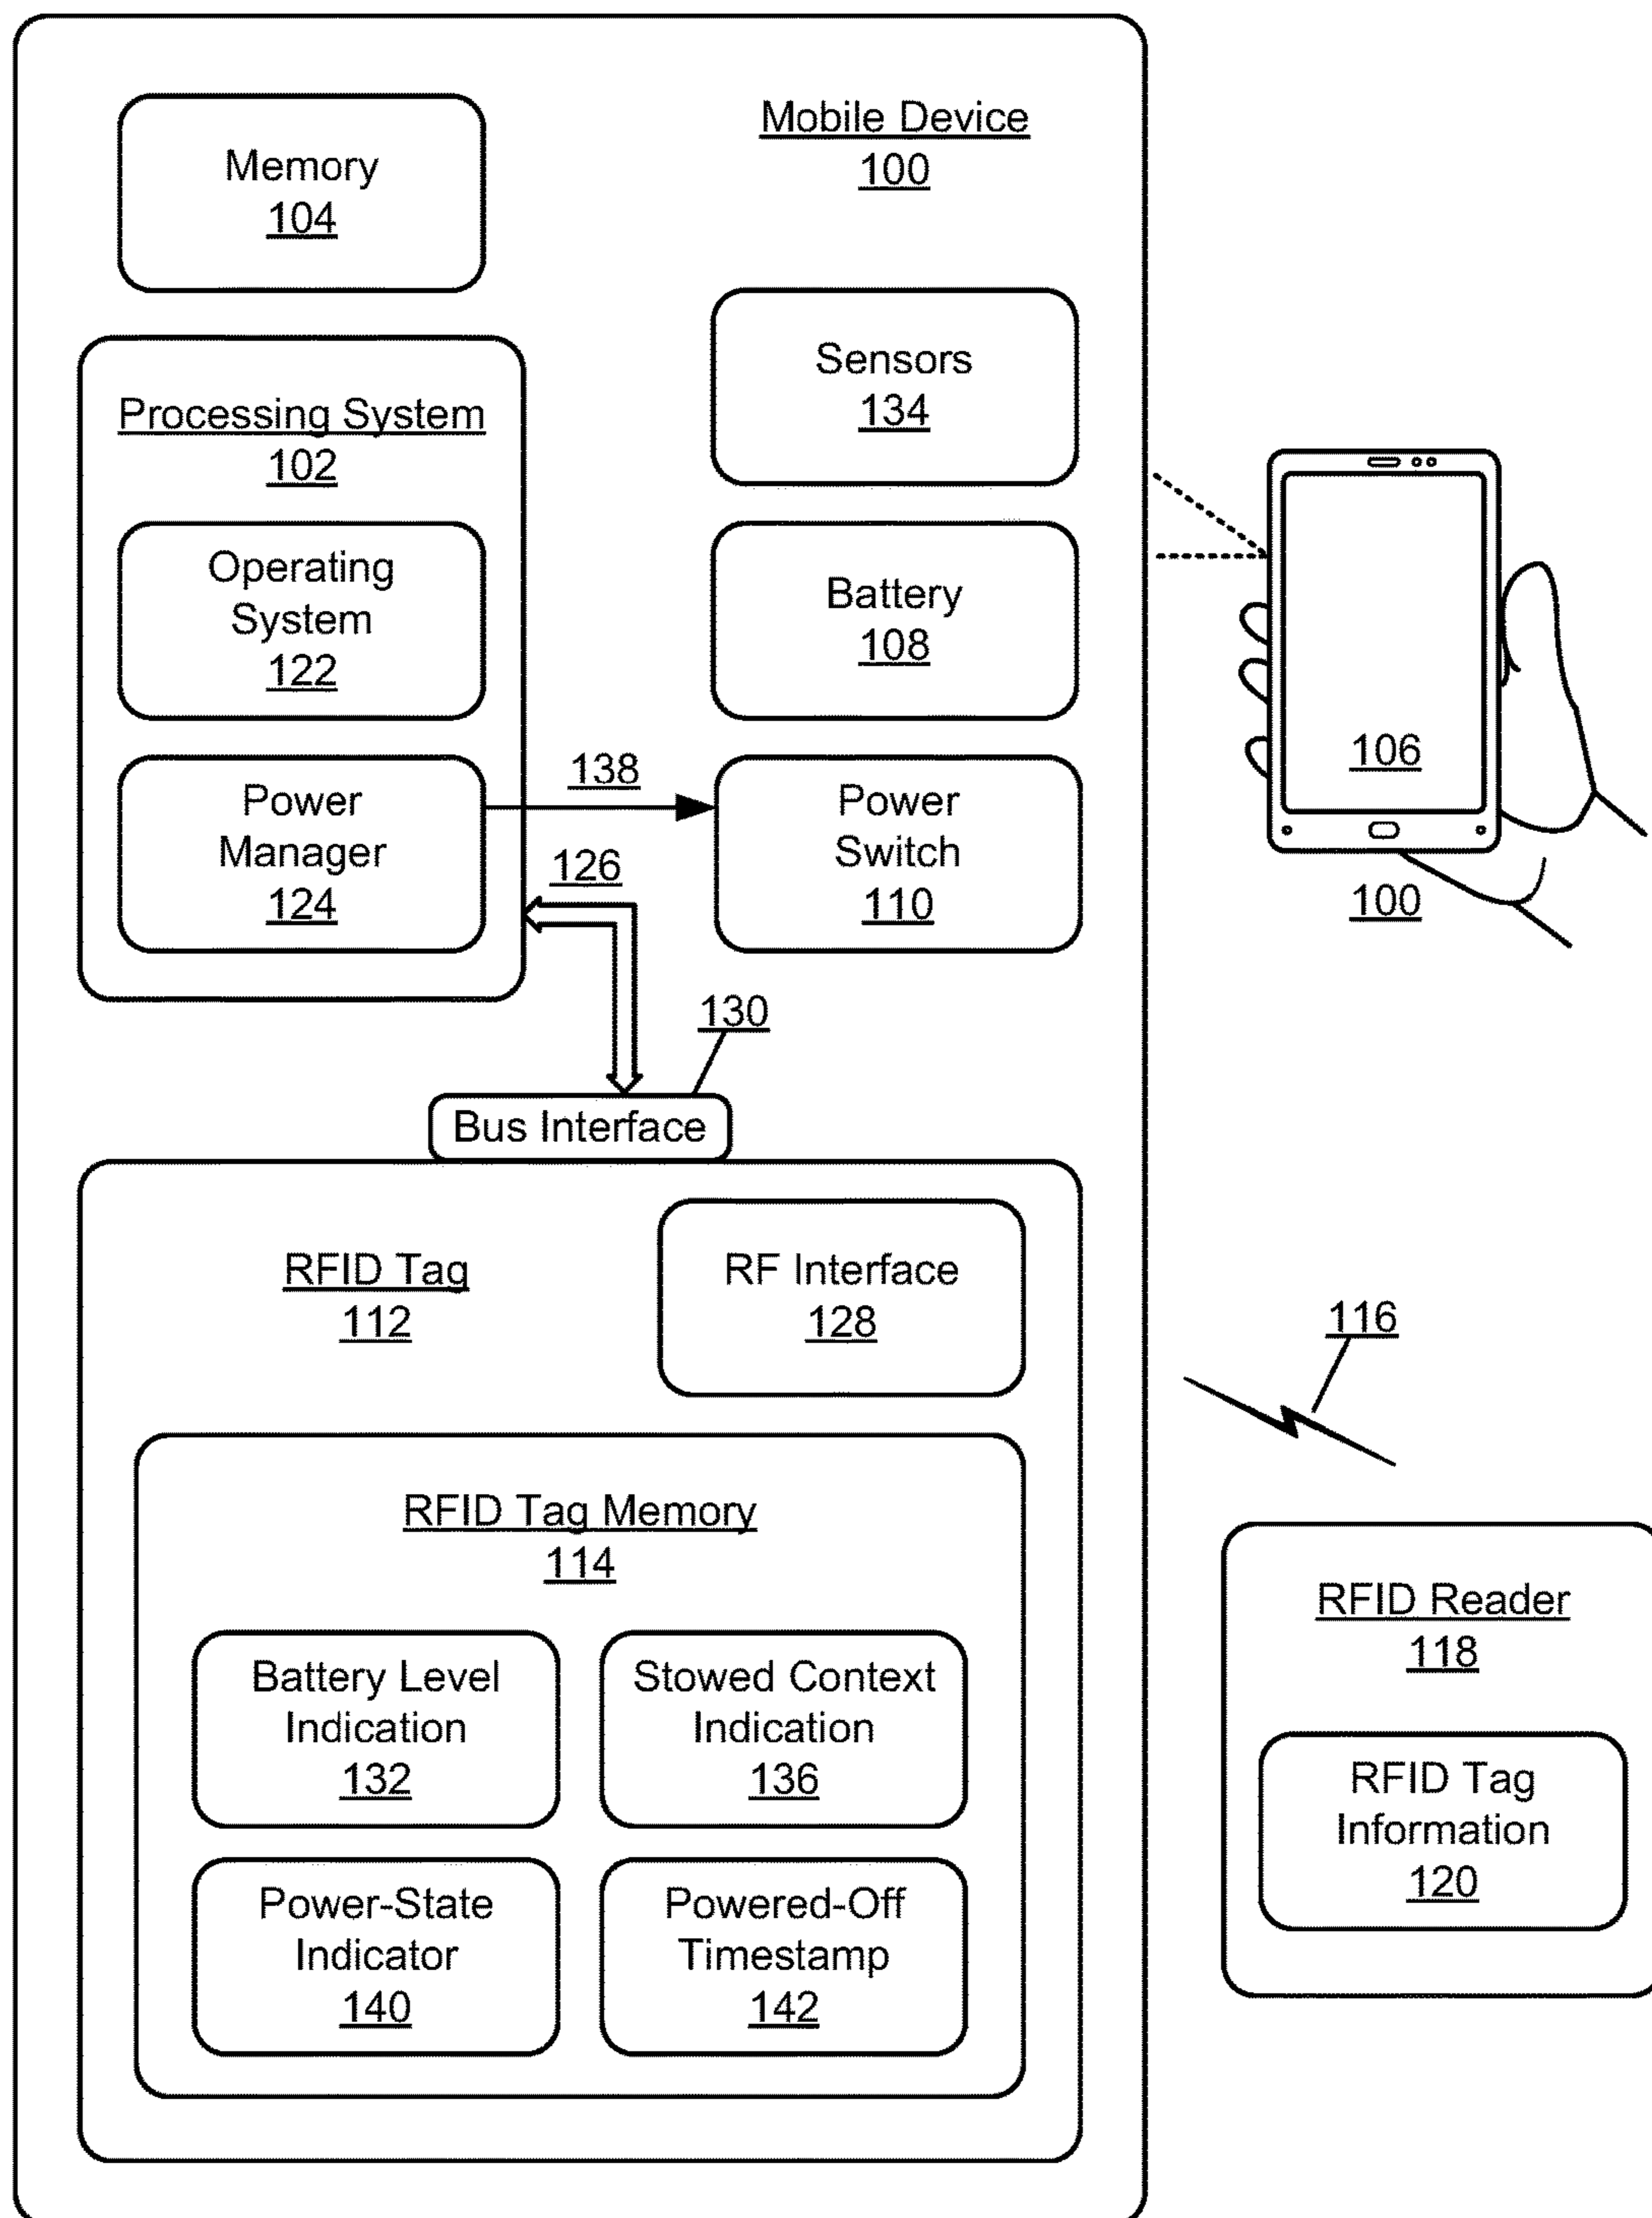 Mobile Device
100
Memory
104
Sensors
134
Processing System
102
Operating
System
122
Battery
108
Power
Manager
124
138
126
Power
Switch
110
106
100
130
Bus Interface
RFID Tag
112
RF Interface
128
116
RFID Tag Memory
114
Battery Level
Indication
132
Stowed Context
Indication
136
Power-State
Indicator
140
Powered-Off
Timestamp
142
RFID Reader
118
RFID Tag
Information
120